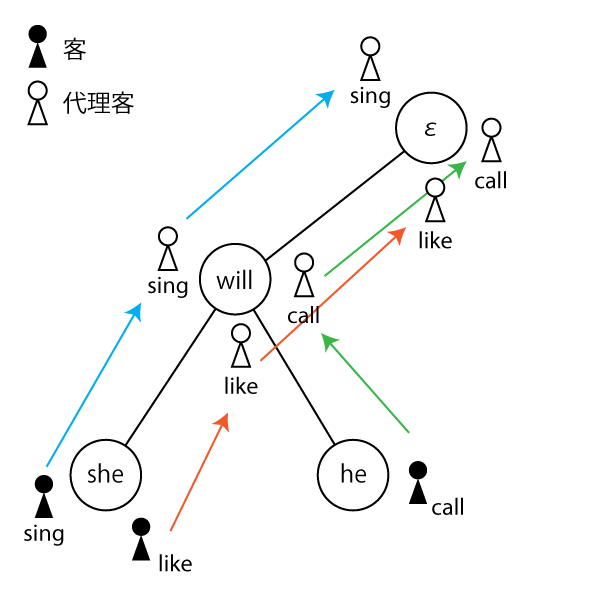 客
代理客
sing
ε
call
like
sing
will
call
like
she
he
sing
call
like